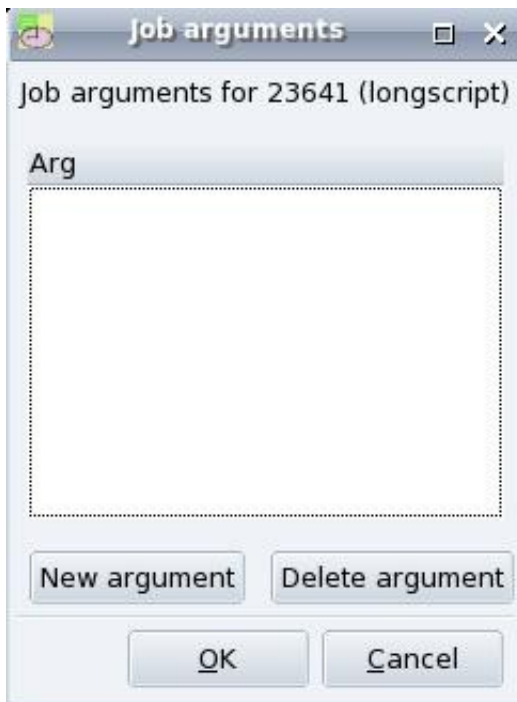 Job arguments
Job arguments for 23641 (longscript)
Arg
New argument Delete argument
OK Cancel